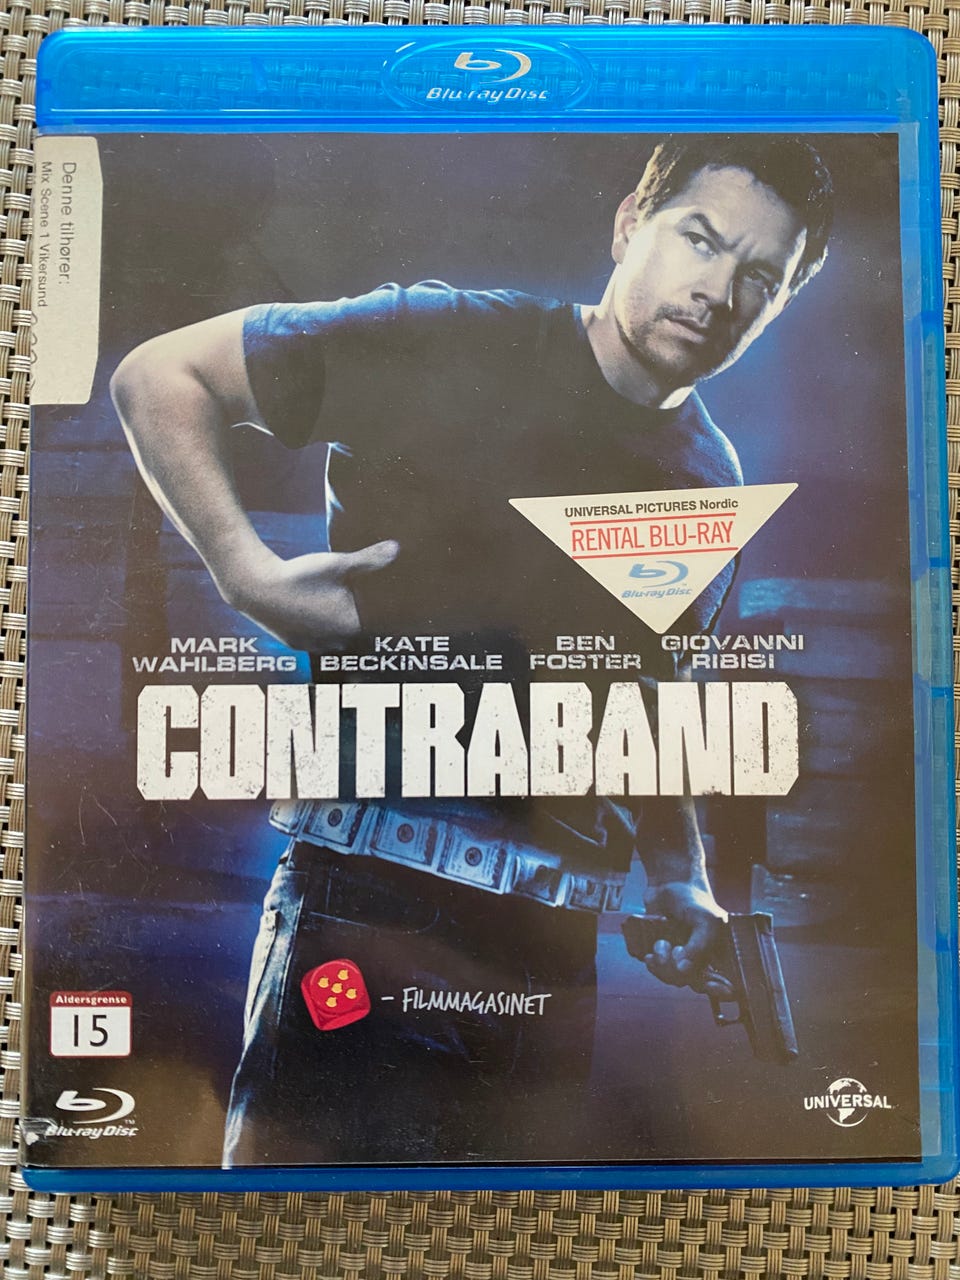 Blu-ray Disc
Denne tilhører:
Mix Scene 1 Vikersund
UNIVERSAL PICTURES Nordic
RENTAL BLU-RAY
Blu-ray Disc
MARK WAHLBERG
KATE BECKINSALE
BEN FOSTER
GIOVANNI RIBISI
CONTRABAND
- FILMMAGASINET
Aldersgrense
15
Blu-ray Disc
TM
UNIVERSAL